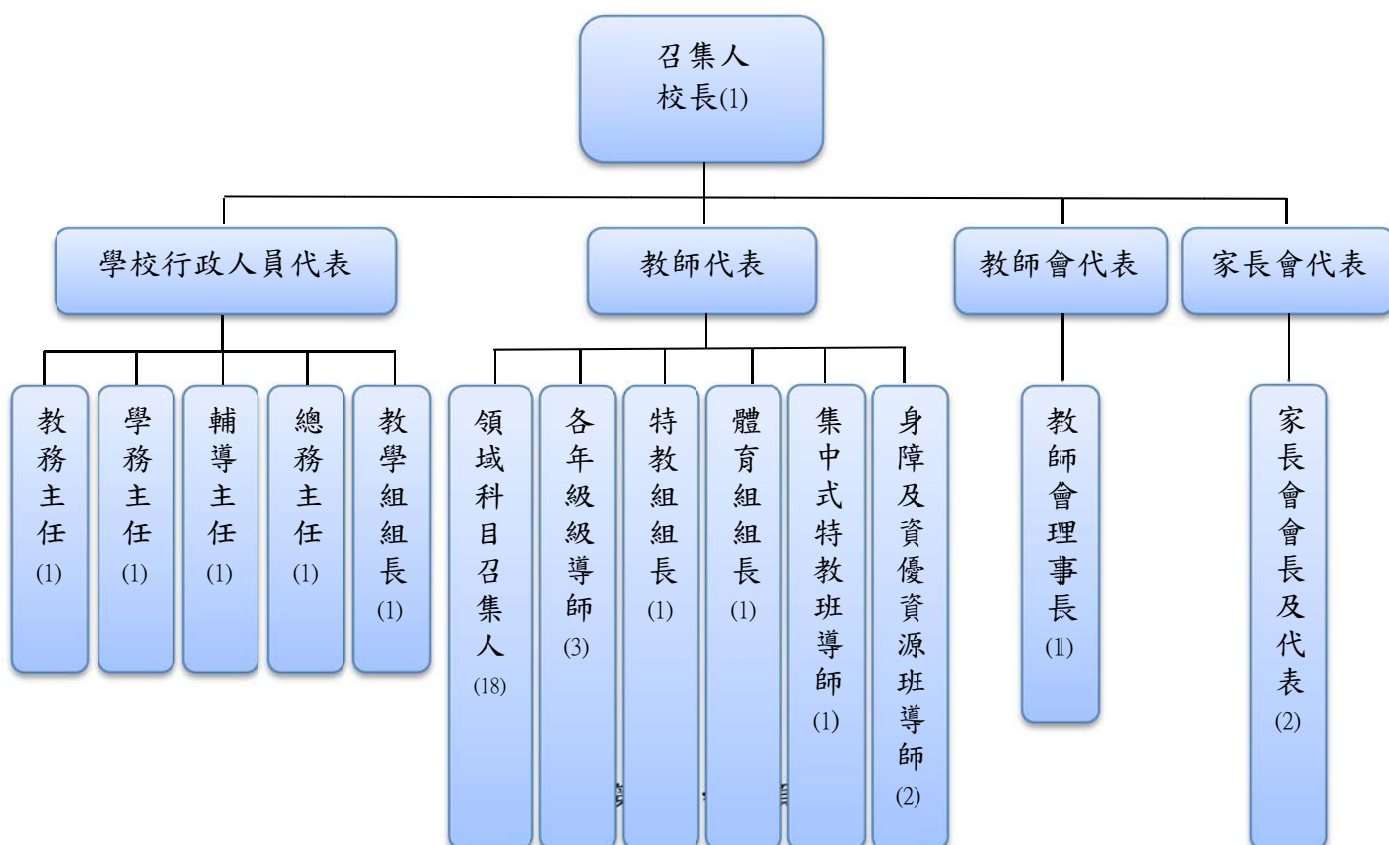 召集人
校長(1)
學校行政人員代表
教師代表
教師會代表
家長會代表
教務主任(1)
學務主任(1)
輔導主任(1)
總務主任(1)
教學組組長(1)
領域科目召集人(18)
各年級級導師(3)
特教組組長(1)
體育組組長(1)
集中式特教班導師(1)
身障及資優資源班導師(2)
教師會理事長(1)
家長會會長及代表(2)